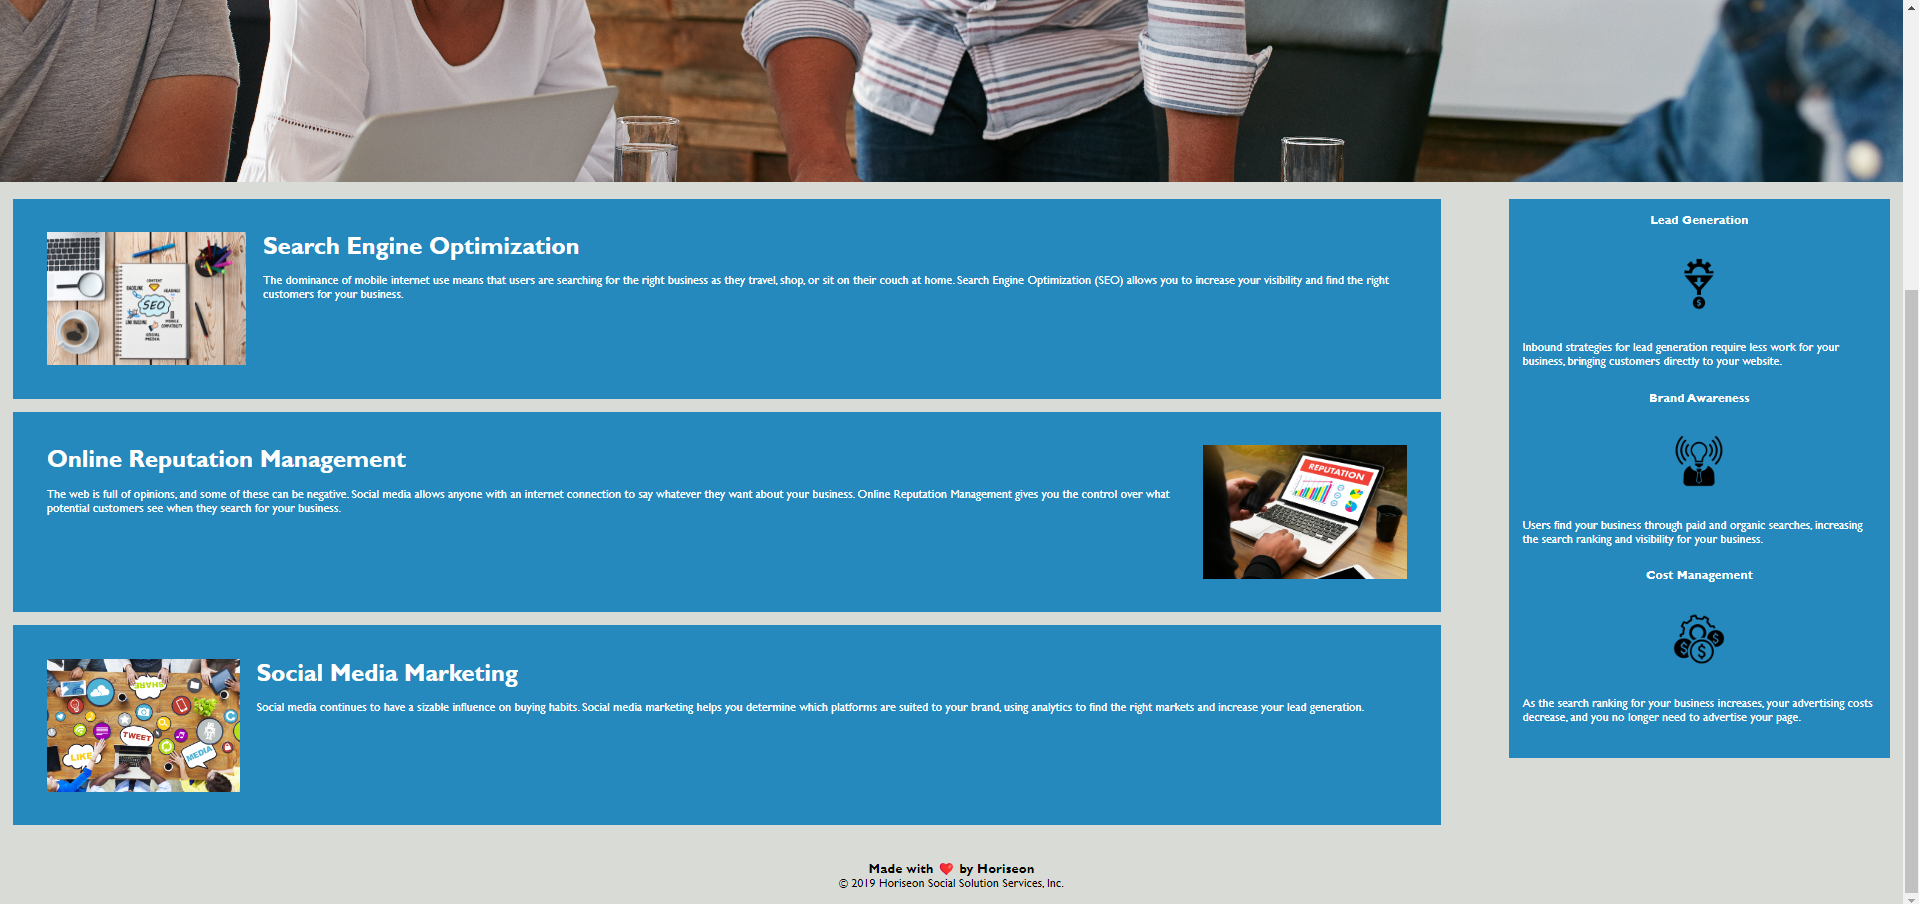 Search Engine Optimization
The dominance of mobile internet use means that users are searching for the right business as they travel, shop, or sit on their couch at home. Search Engine Optimization (SEO) allows you to increase your visibility and find the right
customers for your business.
SEO
Online Reputation Management
The web is full of opinions, and some of these can be negative. Social media allows anyone with an internet connection to say whatever they want about your business. Online Reputation Management gives you the control over what
potential customers see when they search for your business.
REPUTATION
Social Media Marketing
Social media continues to have a sizable influence on buying habits. Social media marketing helps you determine which platforms are suited to your brand, using analytics to find the right markets and increase your lead generation.
SHARE
TWEET
LIKE
MEDIA
Lead Generation
Inbound strategies for lead generation require less work for your
business, bringing customers directly to your website.
Brand Awareness
Users find your business through paid and organic searches, increasing
the search ranking and visibility for your business.
Cost Management
As the search ranking for your business increases, your advertising costs
decrease, and you no longer need to advertise your page.
Made with ❤️ by Horiseon
© 2019 Horiseon Social Solution Services, Inc.